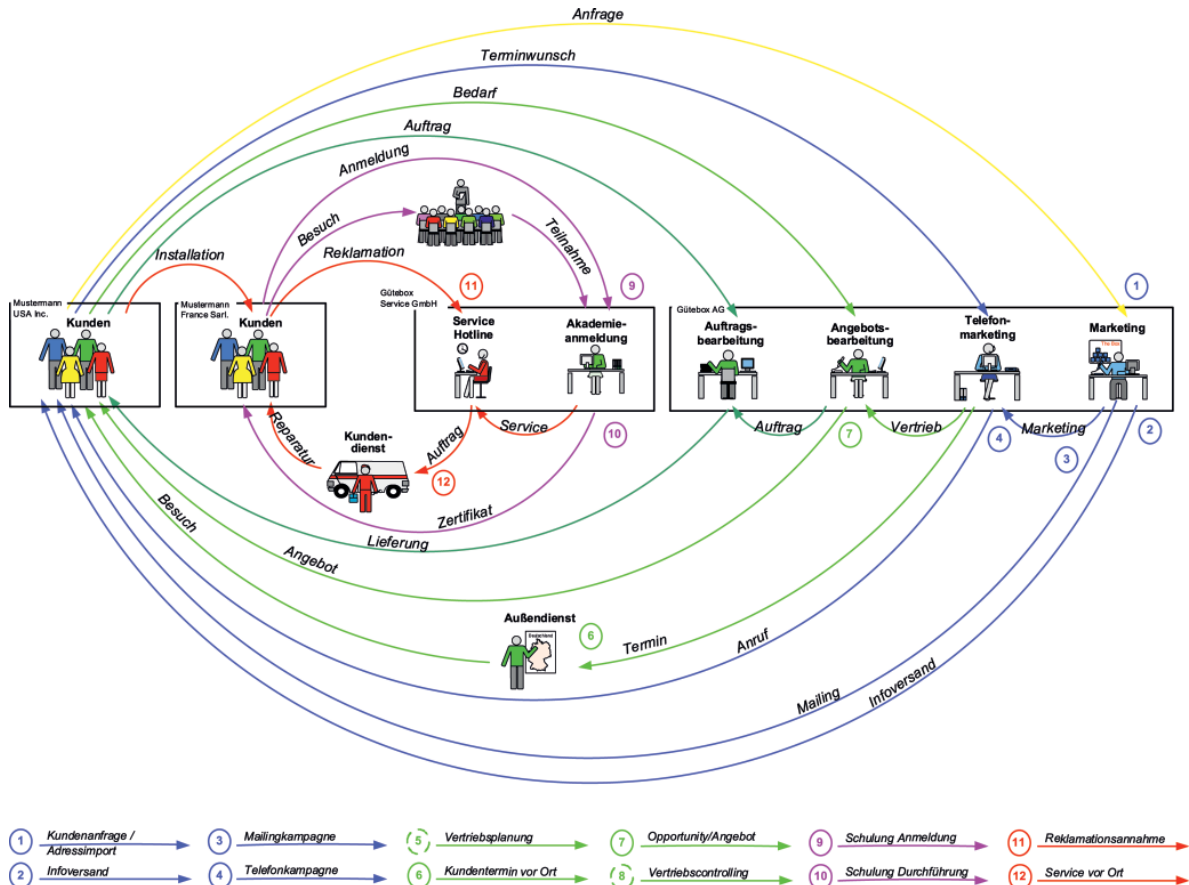 Anfrage
Terminwunsch
Bedarf
Auftrag
Anmeldung
Besuch
Teilnahme
Installation
Reklamation
11
9
1
Mustermann
USA Inc.
Kunden
Mustermann
France Sarl.
Kunden
Gütebox
Service GmbH
Service
Hotline
Akademie-
anmeldung
Gütebox AG
Auftrags-
bearbeitung
Angebots-
bearbeitung
Telefon-
marketing
Marketing
The Box
Reparatur
Kunden-
dienst
Auftrag
12
Service
10
Auftrag
7
Vertrieb
4
Marketing
3
2
Zertifikat
Besuch
Lieferung
Angebot
Außendienst
Deutschland
6
Termin
Anruf
Mailing
Infoversand
1 Kundenanfrage /
Adressimport
3 Mailingkampagne
5 Vertriebsplanung
7 Opportunity/Angebot
9 Schulung Anmeldung
11 Reklamationsannahme
2 Infoversand
4 Telefonkampagne
6 Kundentermin vor Ort
8 Vertriebscontrolling
10 Schulung Durchführung
12 Service vor Ort